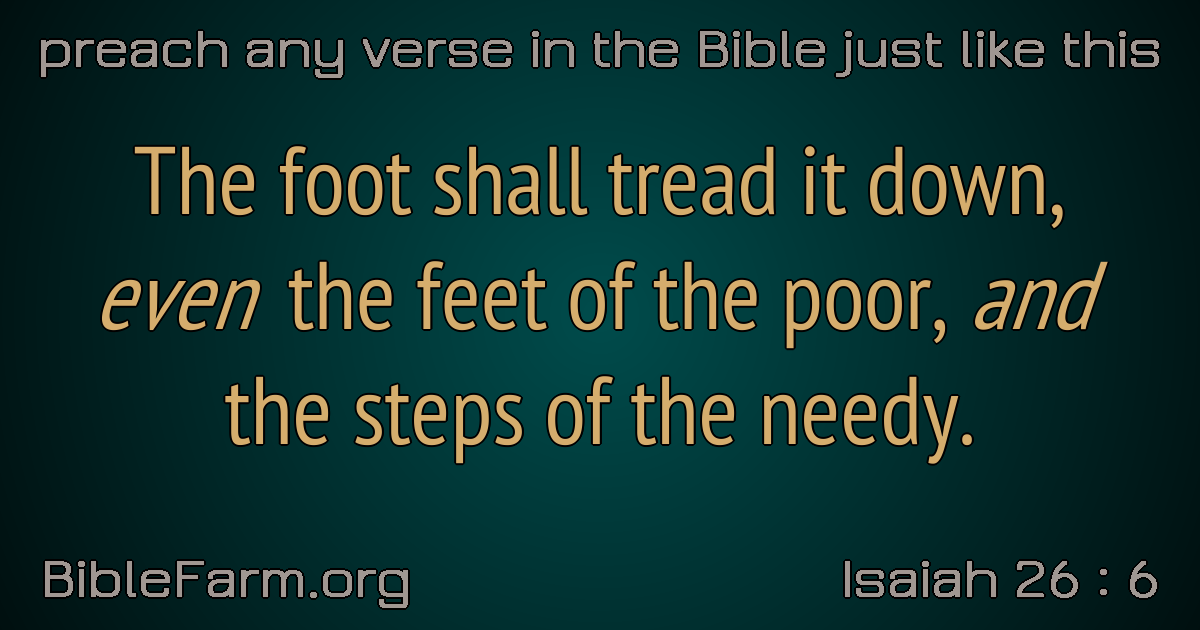 preach any verse in the Bible just like this
The foot shall tread it down,
even the feet of the poor, and
the steps of the needy.
BibleFarm.org
Isaiah 26 : 6